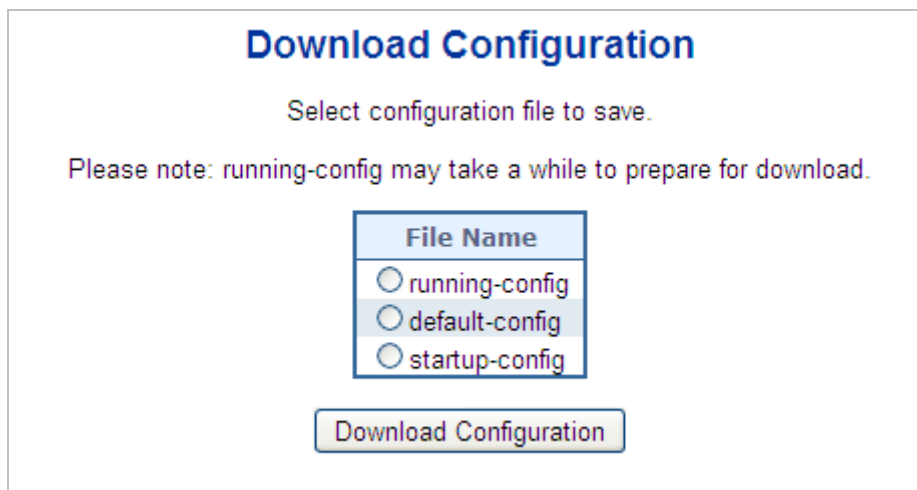 Download Configuration
Select configuration file to save.
Please note: running-config may take a while to prepare for download.
File Name
running-config
default-config
startup-config
Download Configuration